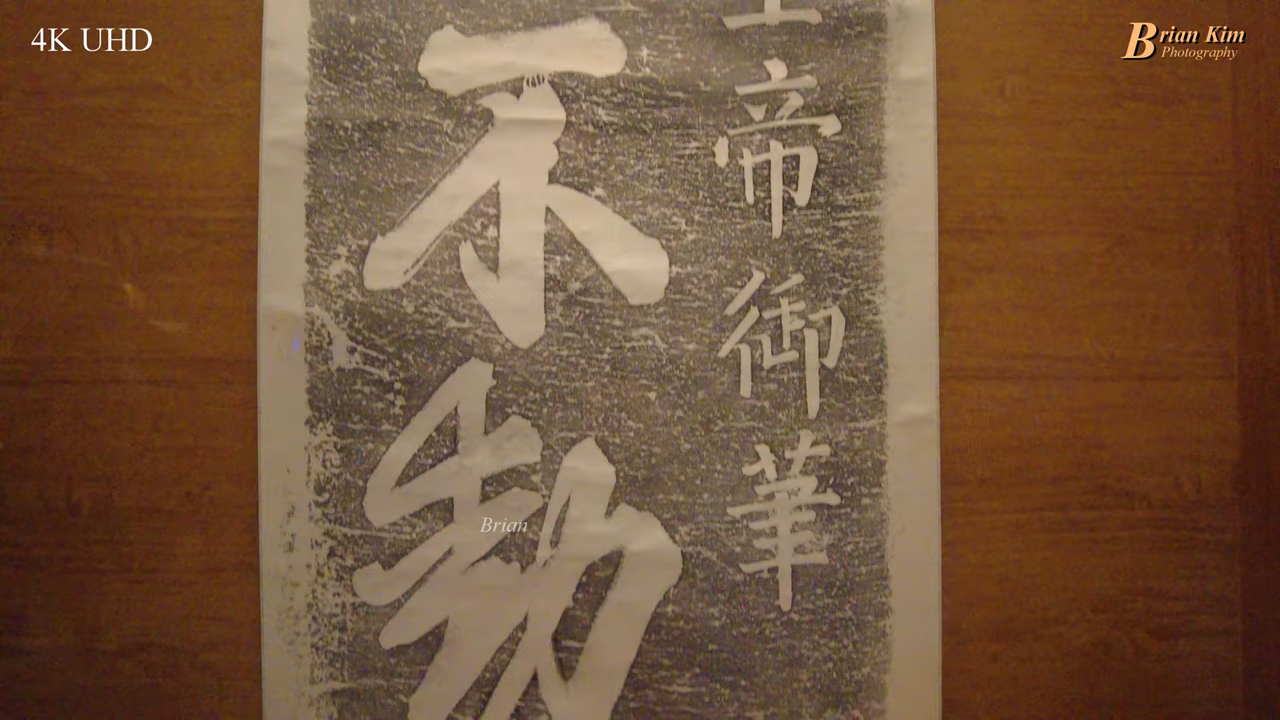 4K UHD
Brian Kim
Photography
帝御筆
不動
Brian